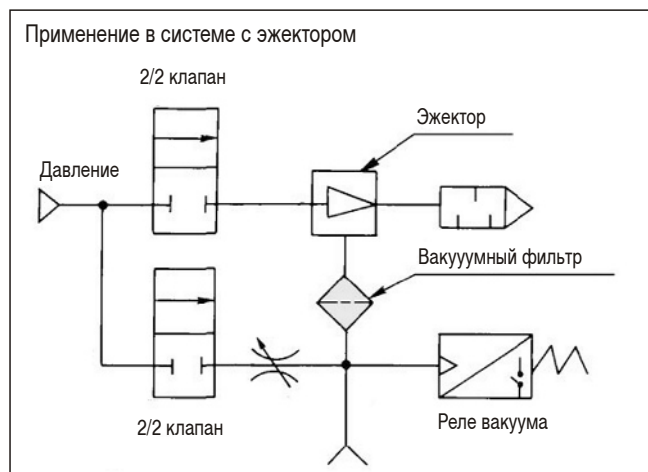 Применение в системе с эжектором
2/2 клапан
Эжектор
Давление
Вакууумный фильтр
2/2 клапан
Реле вакуума